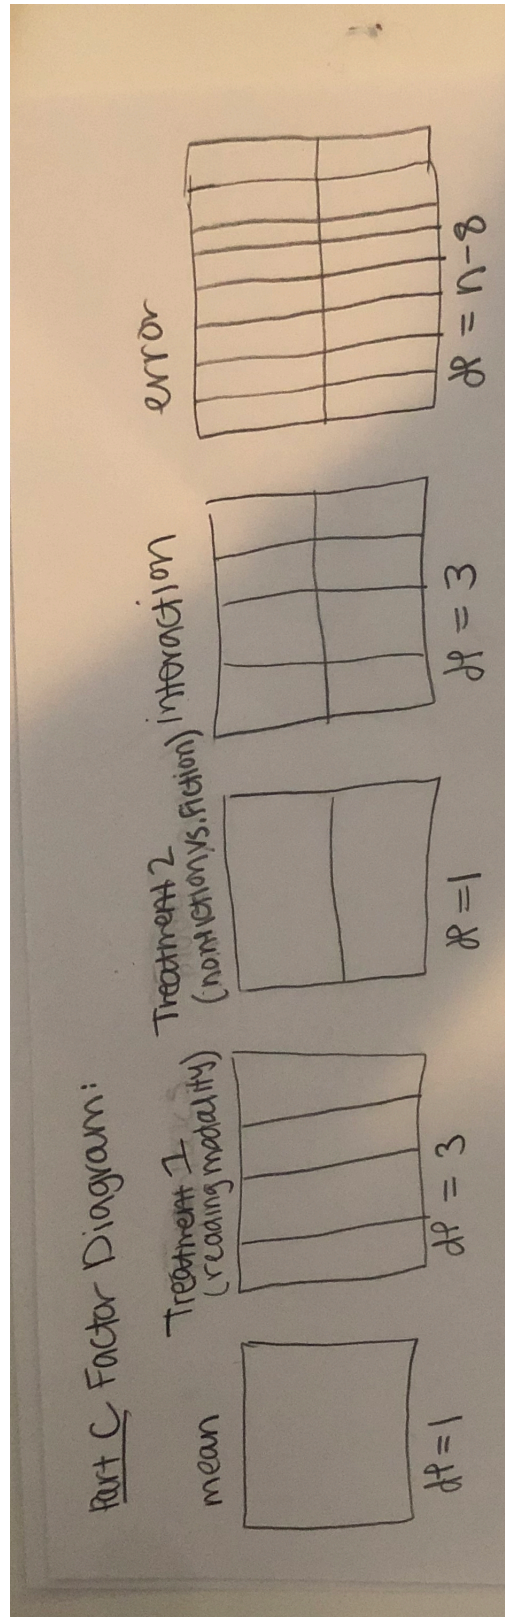 Part C Factor Diagram:
mean
Treatment 1
(reading modality)
Treatment 2
(nonfiction vs. fiction)
interaction
error
df = 1
df = 3
df = 1
df = 3
df = n-8